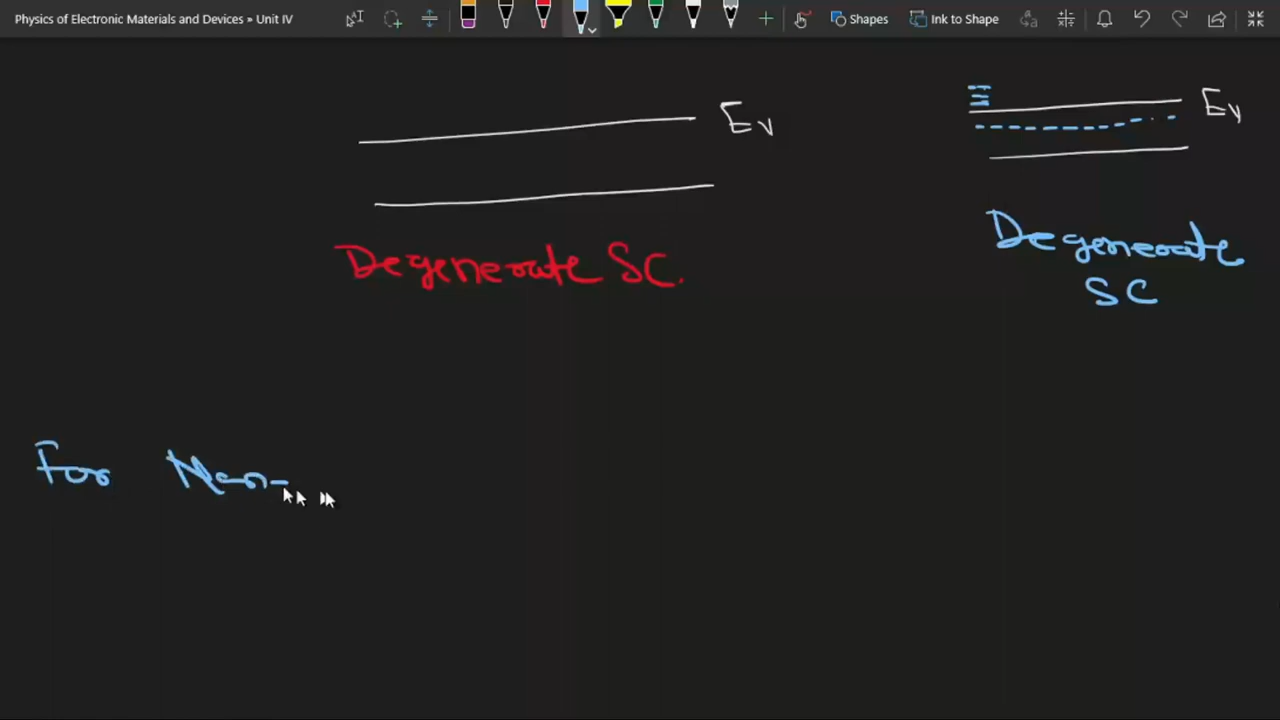 Physics of Electronic Materials and Devices » Unit IV
Shapes
Ink to Shape
Ev
Ev
Degenerate SC.
Degenerate
SC
For Non-